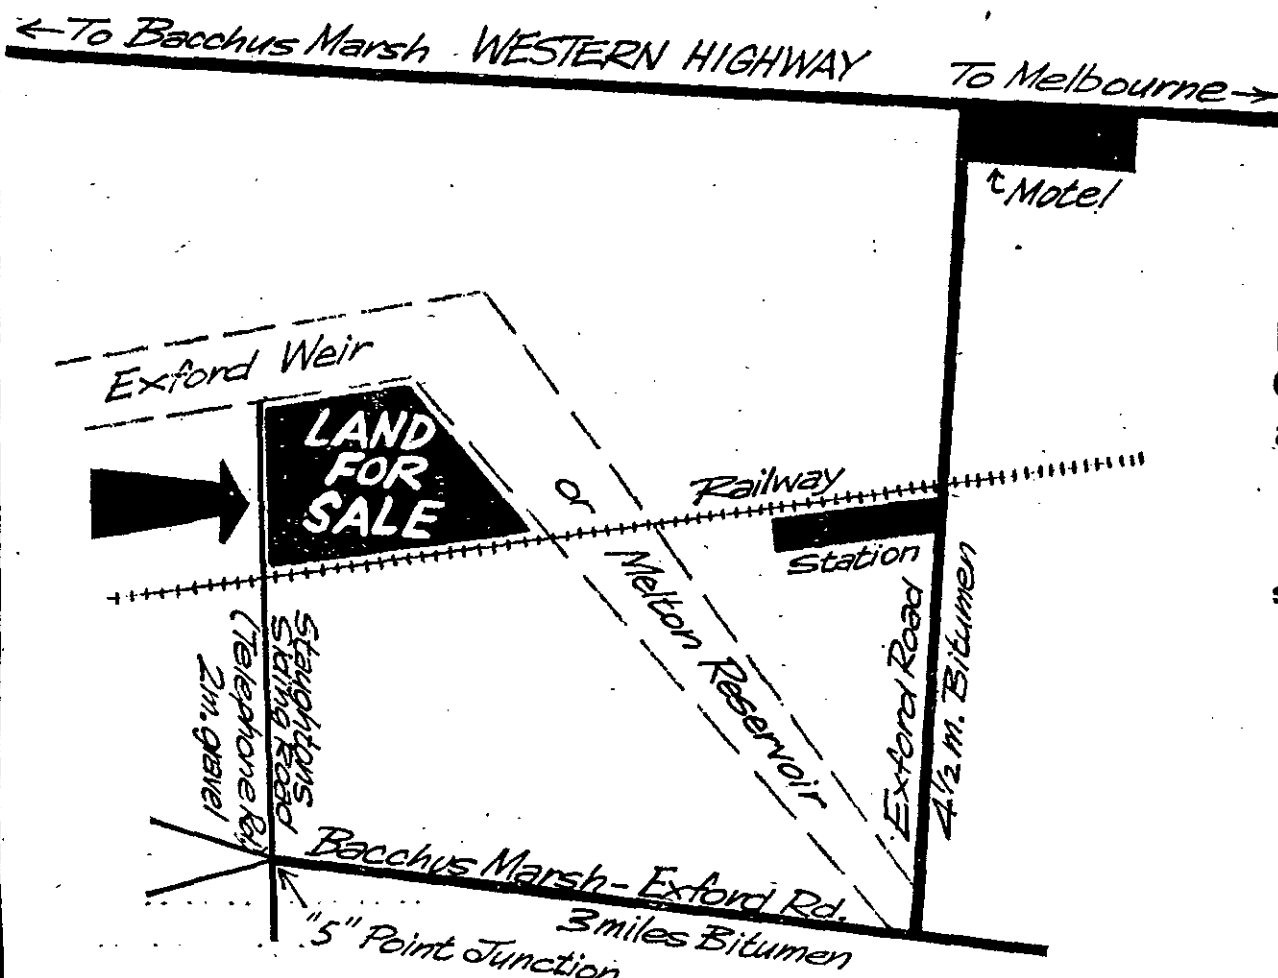 ←To Bacchus Marsh WESTERN HIGHWAY To Melbourne→
Motel
Exford Weir
LAND
FOR
SALE
or
Melton Reservoir
Railway
Station
Exford Road
4½ m. Bitumen
Staughtons
Siding Road
(Telephone Rd.)
2m. gravel
Bacchus Marsh-Exford Rd.
3 miles Bitumen
"5" Point Junction